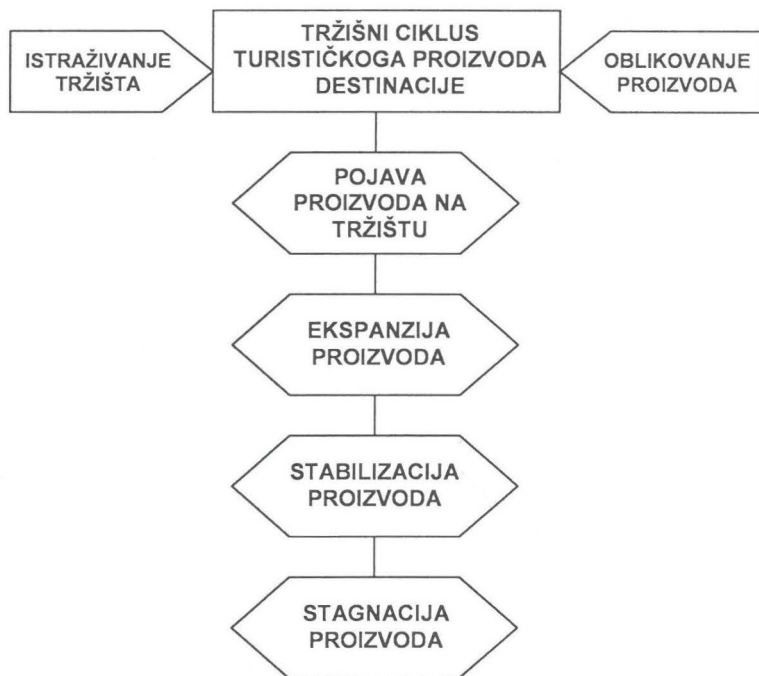 ISTRAŽIVANJE
TRŽIŠTA
TRŽIŠNI CIKLUS
TURISTIČKOGA PROIZVODA
DESTINACIJE
OBLIKOVANJE
PROIZVODA
POJAVA
PROIZVODA NA
TRŽIŠTU
EKSPANZIJA
PROIZVODA
STABILIZACIJA
PROIZVODA
STAGNACIJA
PROIZVODA